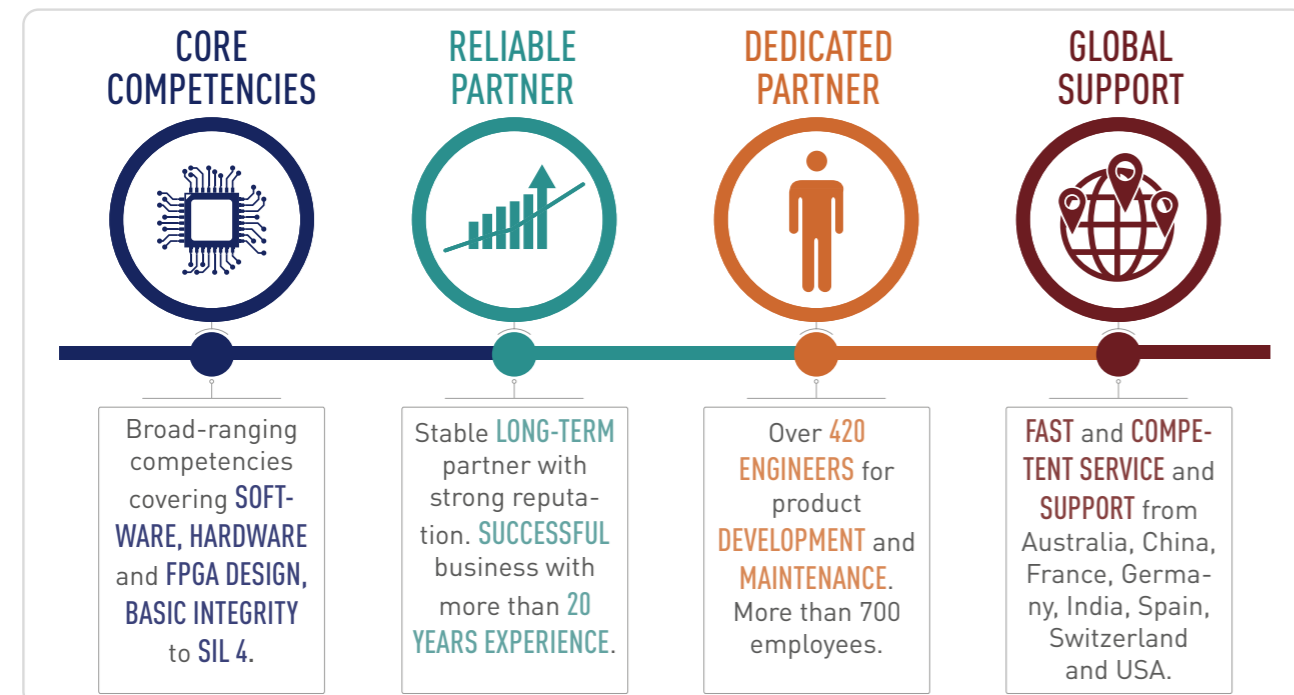 CORE
COMPETENCIES
Broad-ranging
competencies
covering SOFT-
WARE, HARDWARE
and FPGA DESIGN,
BASIC INTEGRITY
to SIL 4.
RELIABLE
PARTNER
Stable LONG-TERM
partner with
strong reputa-
tion. SUCCESSFUL
business with
more than 20
YEARS EXPERIENCE.
DEDICATED
PARTNER
Over 420
ENGINEERS for
product
DEVELOPMENT and
MAINTENANCE.
More than 700
employees.
GLOBAL
SUPPORT
FAST and COMPE-
TENT SERVICE and
SUPPORT from
Australia, China,
France, Germa-
ny, India, Spain,
Switzerland
and USA.